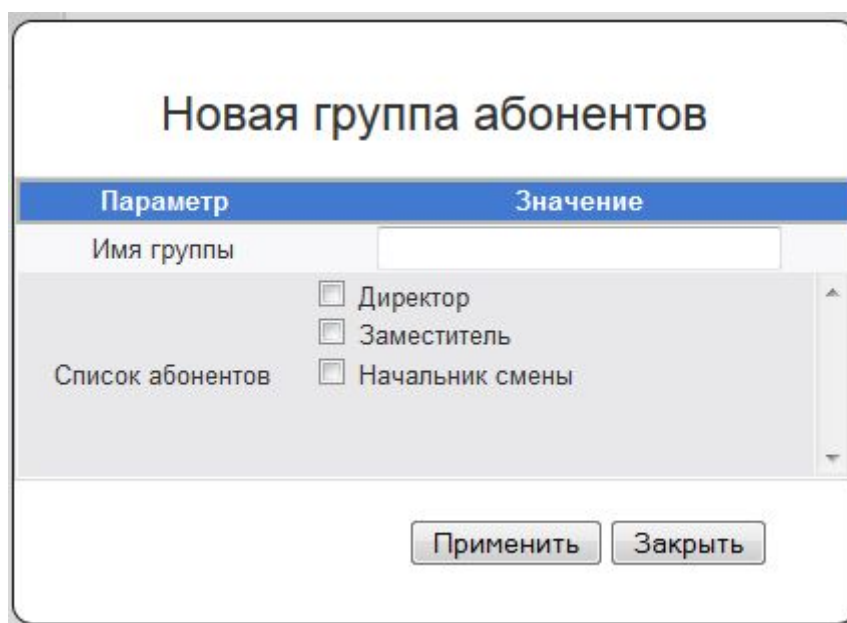 Новая группа абонентов
Параметр Значение
Имя группы
Директор
Заместитель
Список абонентов Начальник смены
Применить Закрыть